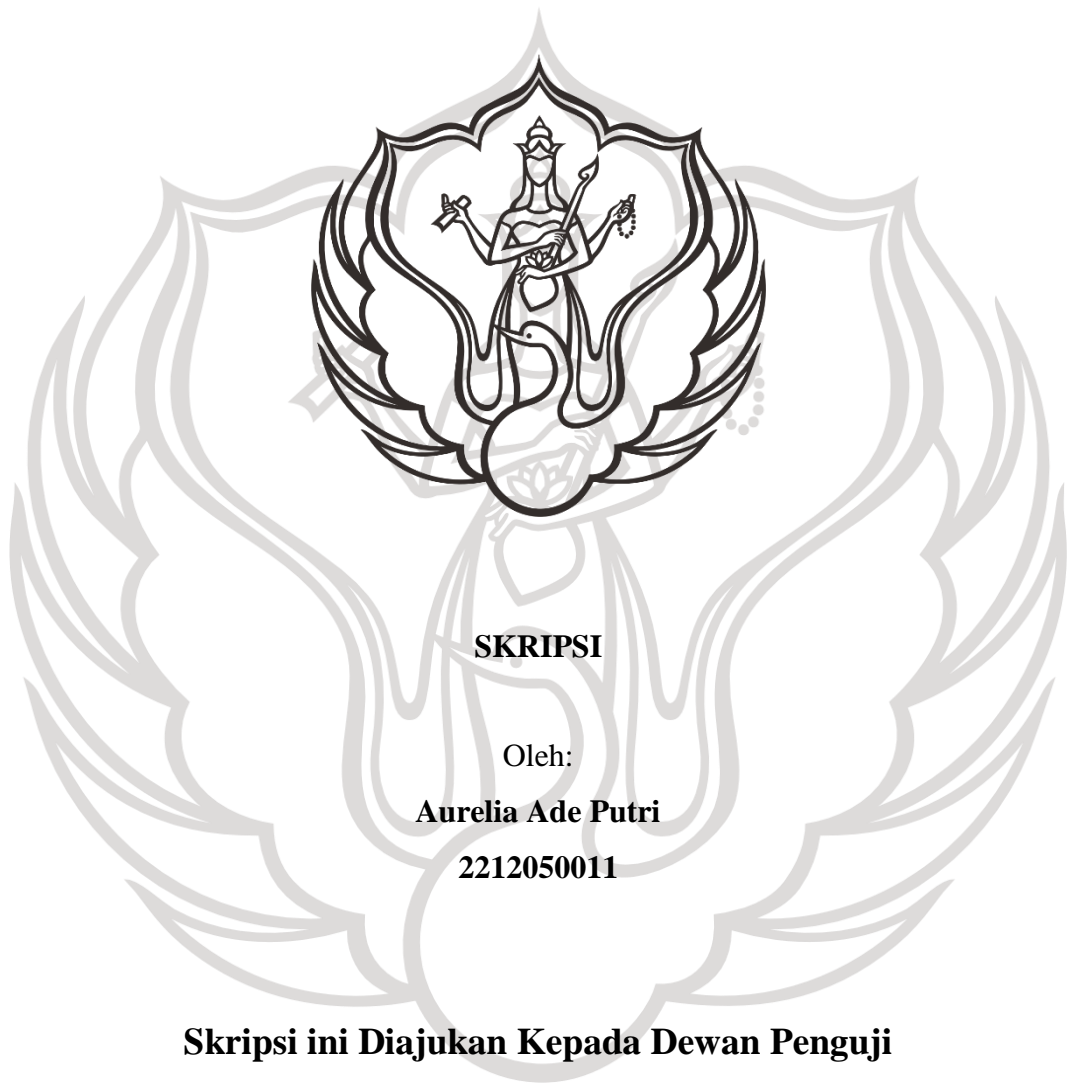 SKRIPSI
Oleh:
Aurelia Ade Putri
2212050011
Skripsi ini Diajukan Kepada Dewan Penguji